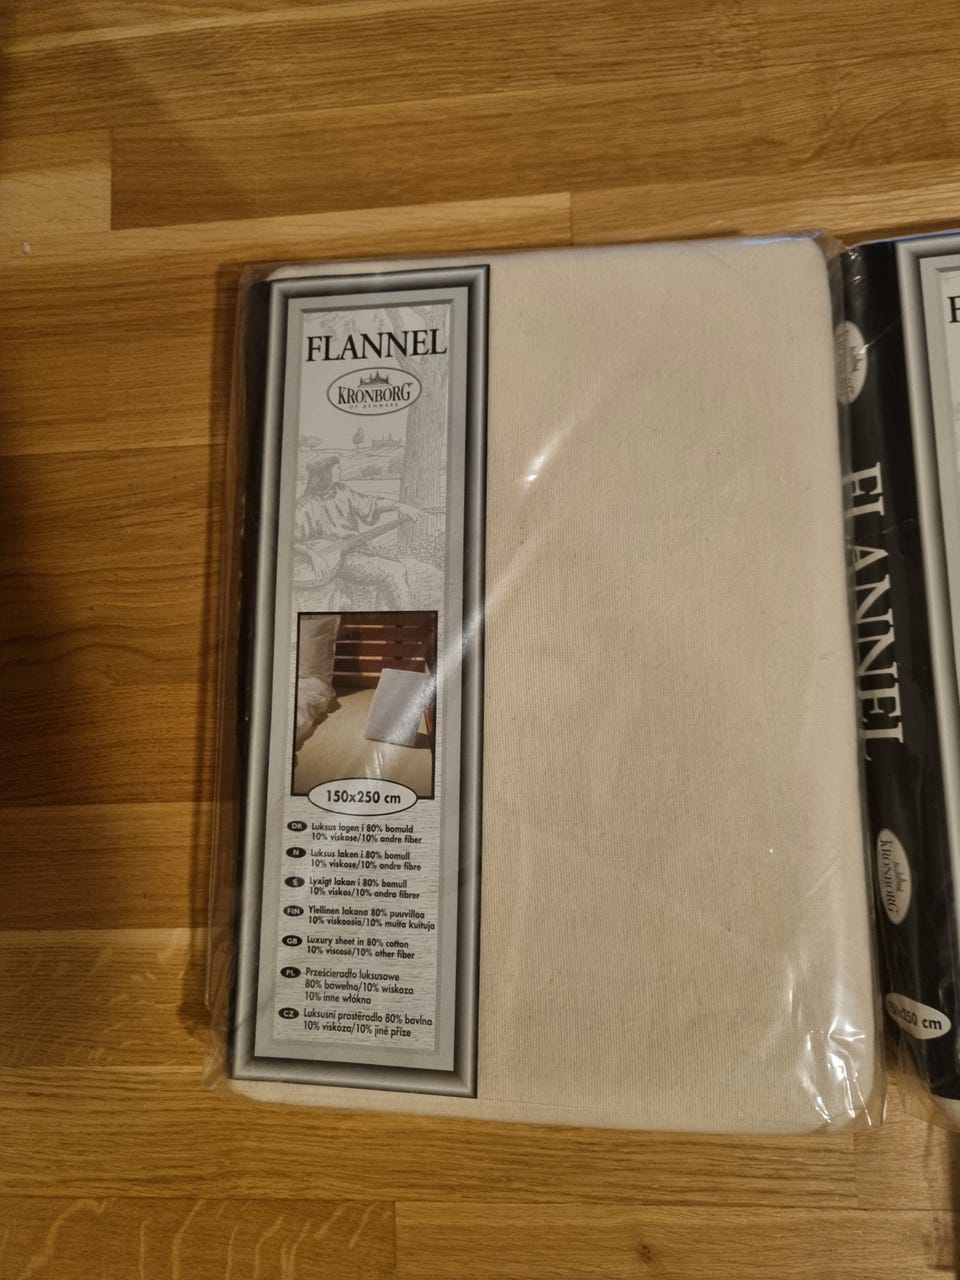 FLANNEL
KRONBORG
OF DENMARK
150x250 cm
DK Luksus lagen i 80% bomuld
10% viskose/10% andre fiber
N Luksus laken i 80% bomull
10% viskose/10% andre fibre
S Lyxigt lakan i 80% bomull
10% viskos/10% andra fibrer
FIN Ylellinen lakana 80% puuvillaa
10% viskoosia/10% muita kuituja
GB Luxury sheet in 80% cotton
10% viscose/10% other fiber
PL Prześcieradło luksusowe
80% bawełna/10% wiskoza
10% inne włókna
CZ Luksusni prostěradlo 80% bavlna
10% viskóza/10% jiné příze
FLANNEL
KRONBORG
150x250 cm
F